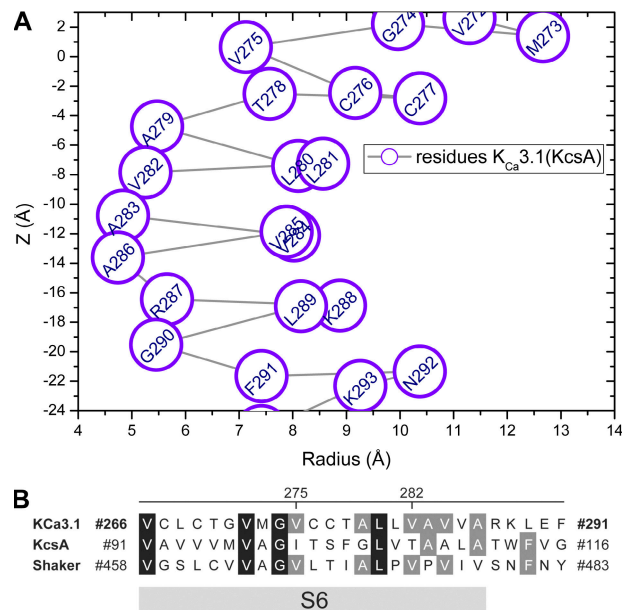 A
G274
V272
M273
V275
T278
C276
C277
A279
V282
L280
L281
residues K_Ca3.1(KcsA)
A283
V285
V284
A286
R287
L289
K288
G290
F291
K293
N292
2
0
-2
-4
-6
-8
-10
-12
-14
-16
-18
-20
-22
-24
Z (Å)
4 5 6 7 8 9 10 11 12 13 14
Radius (Å)
B
275 282
KCa3.1 #266 V C L C T G V M G V C C T A L L V A V V A R K L E F #291
KcsA #91 V A V V V M V A G I T S F G L V T A A L A T W F V G #116
Shaker #458 V G S L C V V A G V L T I A L P V P V I V S N F N Y #483
S6